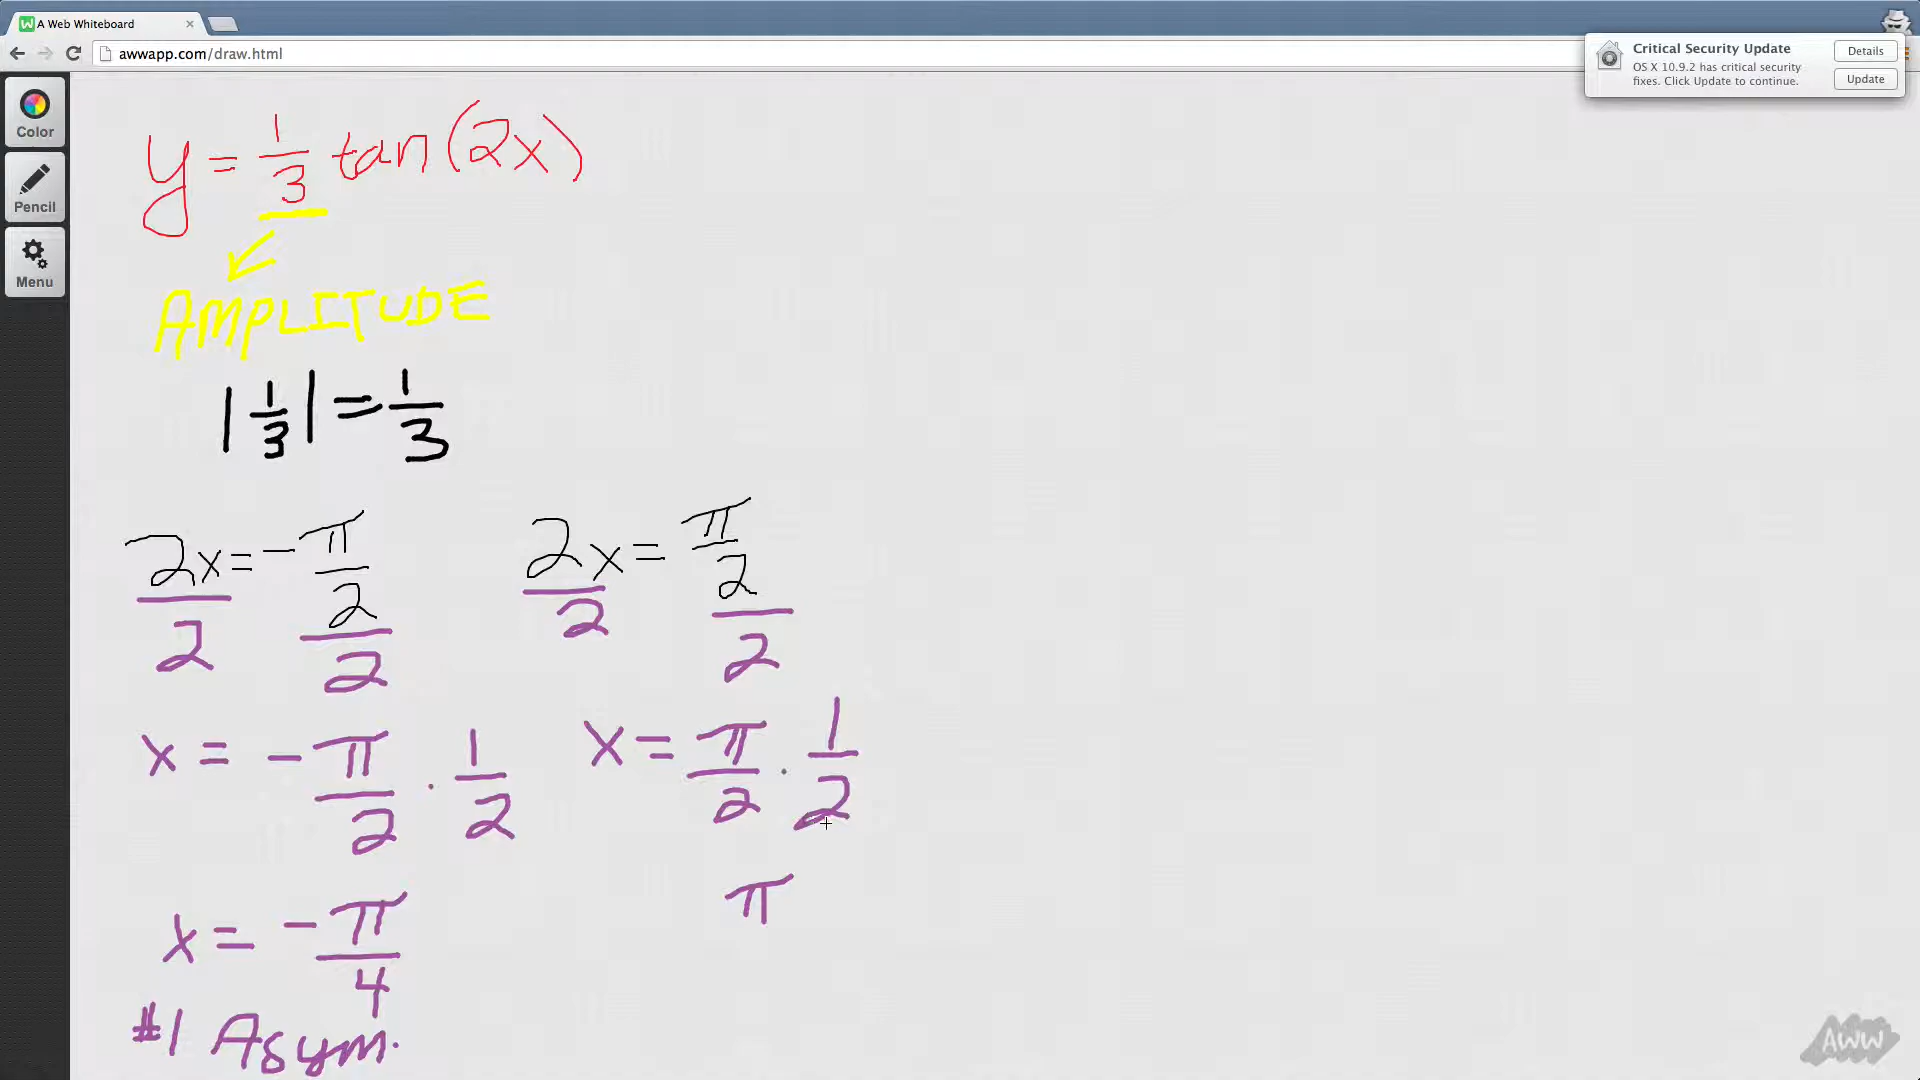 A Web Whiteboard
awwapp.com/draw.html
Critical Security Update
OS X 10.9.2 has critical security
fixes. Click Update to continue.
Details
Update
Color
Pencil
Menu
y = 1/3 tan(2x)
AMPLITUDE
|1/3| = 1/3
2x = - π/2
2 2
x = - π/2 · 1/2
x = - π/4
#1 Asym.
2x = π/2
2 2
x = π/2 · 1/2
π
AWW